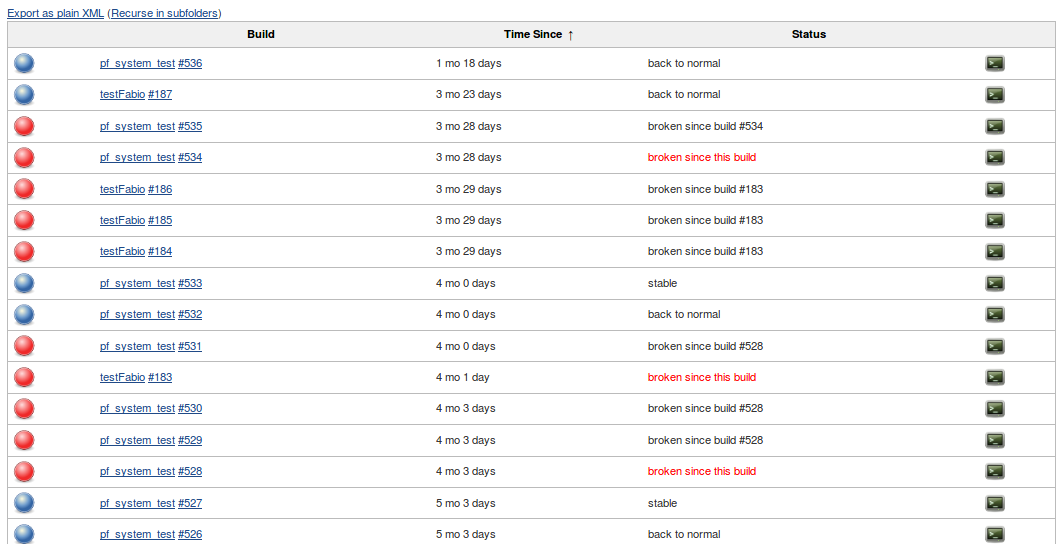 Export as plain XML (Recurse in subfolders)
Build Time Since ↑ Status
pf_system_test #536 1 mo 18 days back to normal
testFabio #187 3 mo 23 days back to normal
pf_system_test #535 3 mo 28 days broken since build #534
pf_system_test #534 3 mo 28 days broken since this build
testFabio #186 3 mo 29 days broken since build #183
testFabio #185 3 mo 29 days broken since build #183
testFabio #184 3 mo 29 days broken since build #183
pf_system_test #533 4 mo 0 days stable
pf_system_test #532 4 mo 0 days back to normal
pf_system_test #531 4 mo 0 days broken since build #528
testFabio #183 4 mo 1 day broken since this build
pf_system_test #530 4 mo 3 days broken since build #528
pf_system_test #529 4 mo 3 days broken since build #528
pf_system_test #528 4 mo 3 days broken since this build
pf_system_test #527 5 mo 3 days stable
pf_system_test #526 5 mo 3 days back to normal